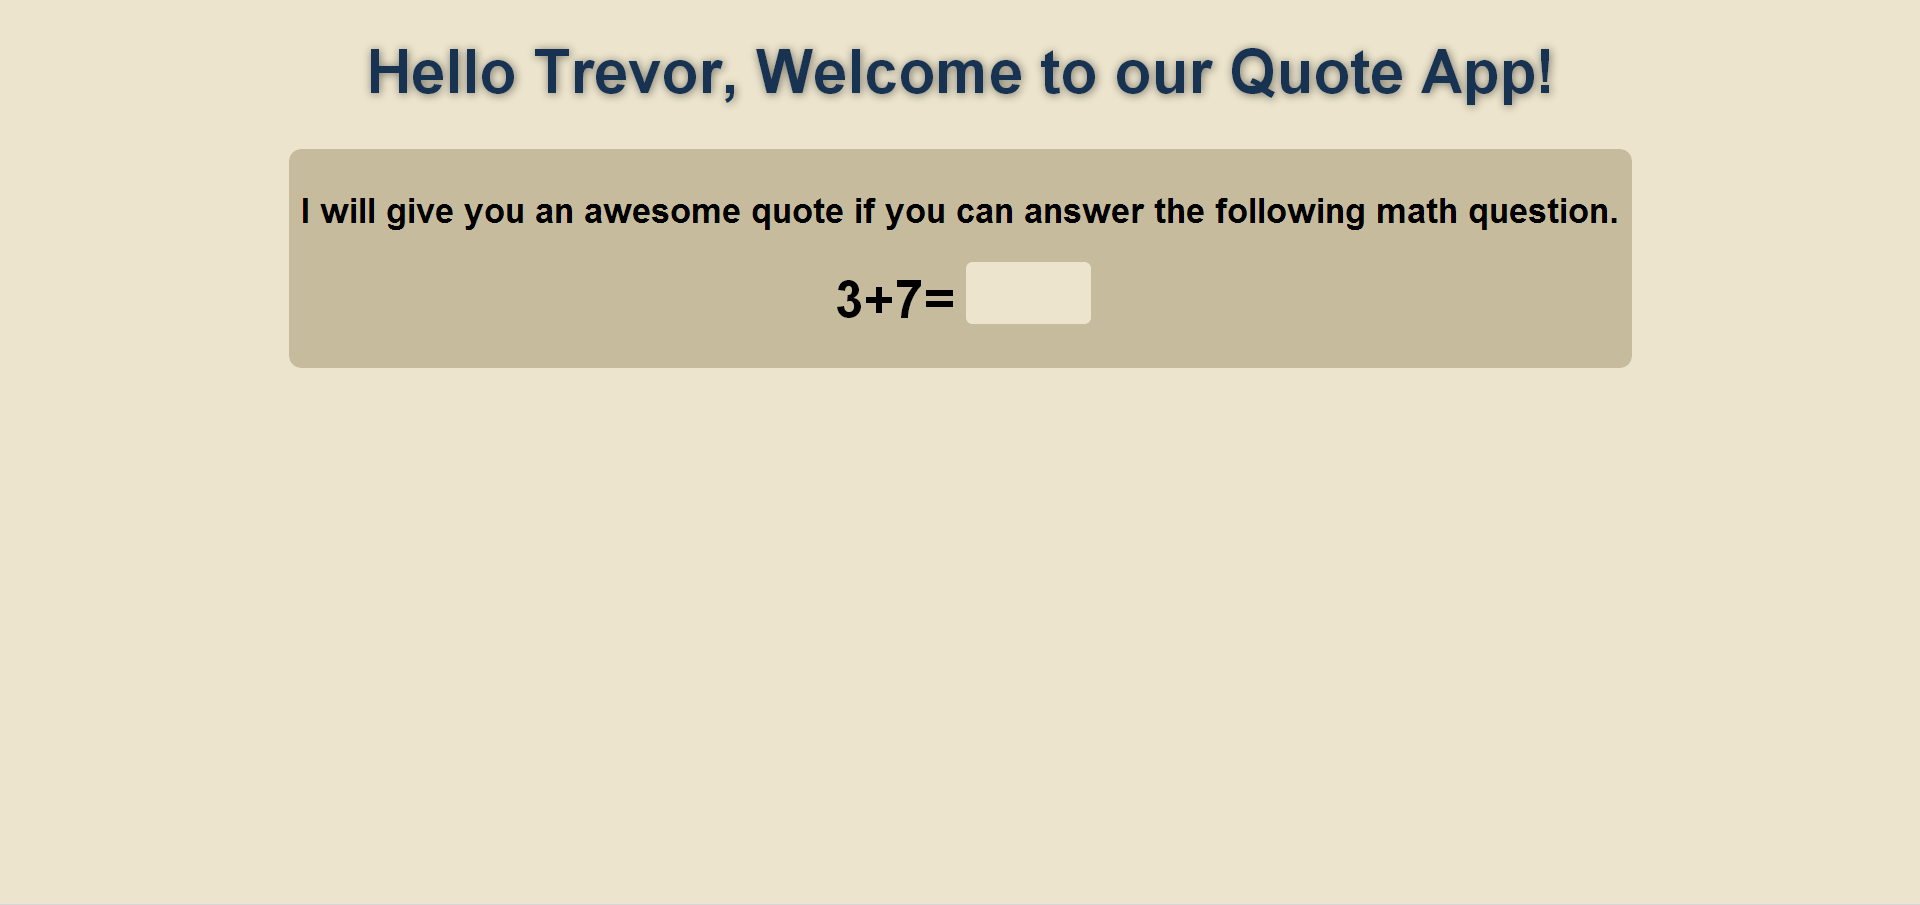 Hello Trevor, Welcome to our Quote App!
I will give you an awesome quote if you can answer the following math question.
3+7=